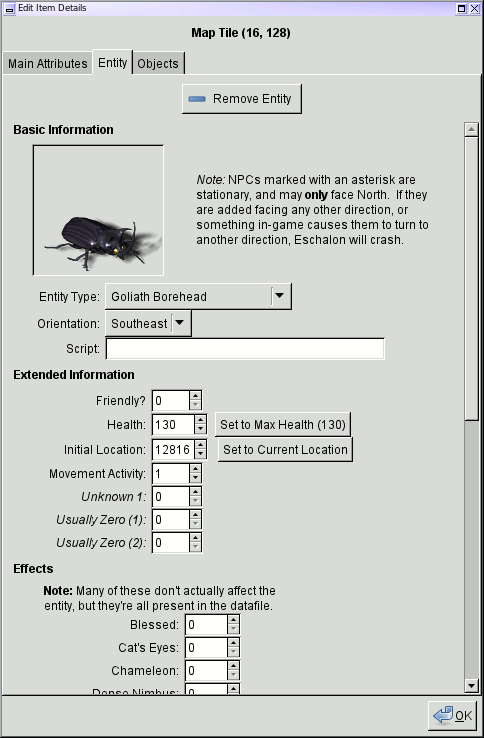 Edit Item Details
Map Tile (16, 128)
Main Attributes Entity Objects
Remove Entity
Basic Information
Note: NPCs marked with an asterisk are
stationary, and may only face North. If they
are added facing any other direction, or
something in-game causes them to turn to
another direction, Eschalon will crash.
Entity Type: Goliath Borehead
Orientation: Southeast
Script:
Extended Information
Friendly? 0
Health: 130 Set to Max Health (130)
Initial Location: 12816 Set to Current Location
Movement Activity: 1
Unknown 1: 0
Usually Zero (1): 0
Usually Zero (2): 0
Effects
Note: Many of these don't actually affect the
entity, but they're all present in the datafile.
Blessed: 0
Cat's Eyes: 0
Chameleon: 0
Dense Nimbus: 0
OK